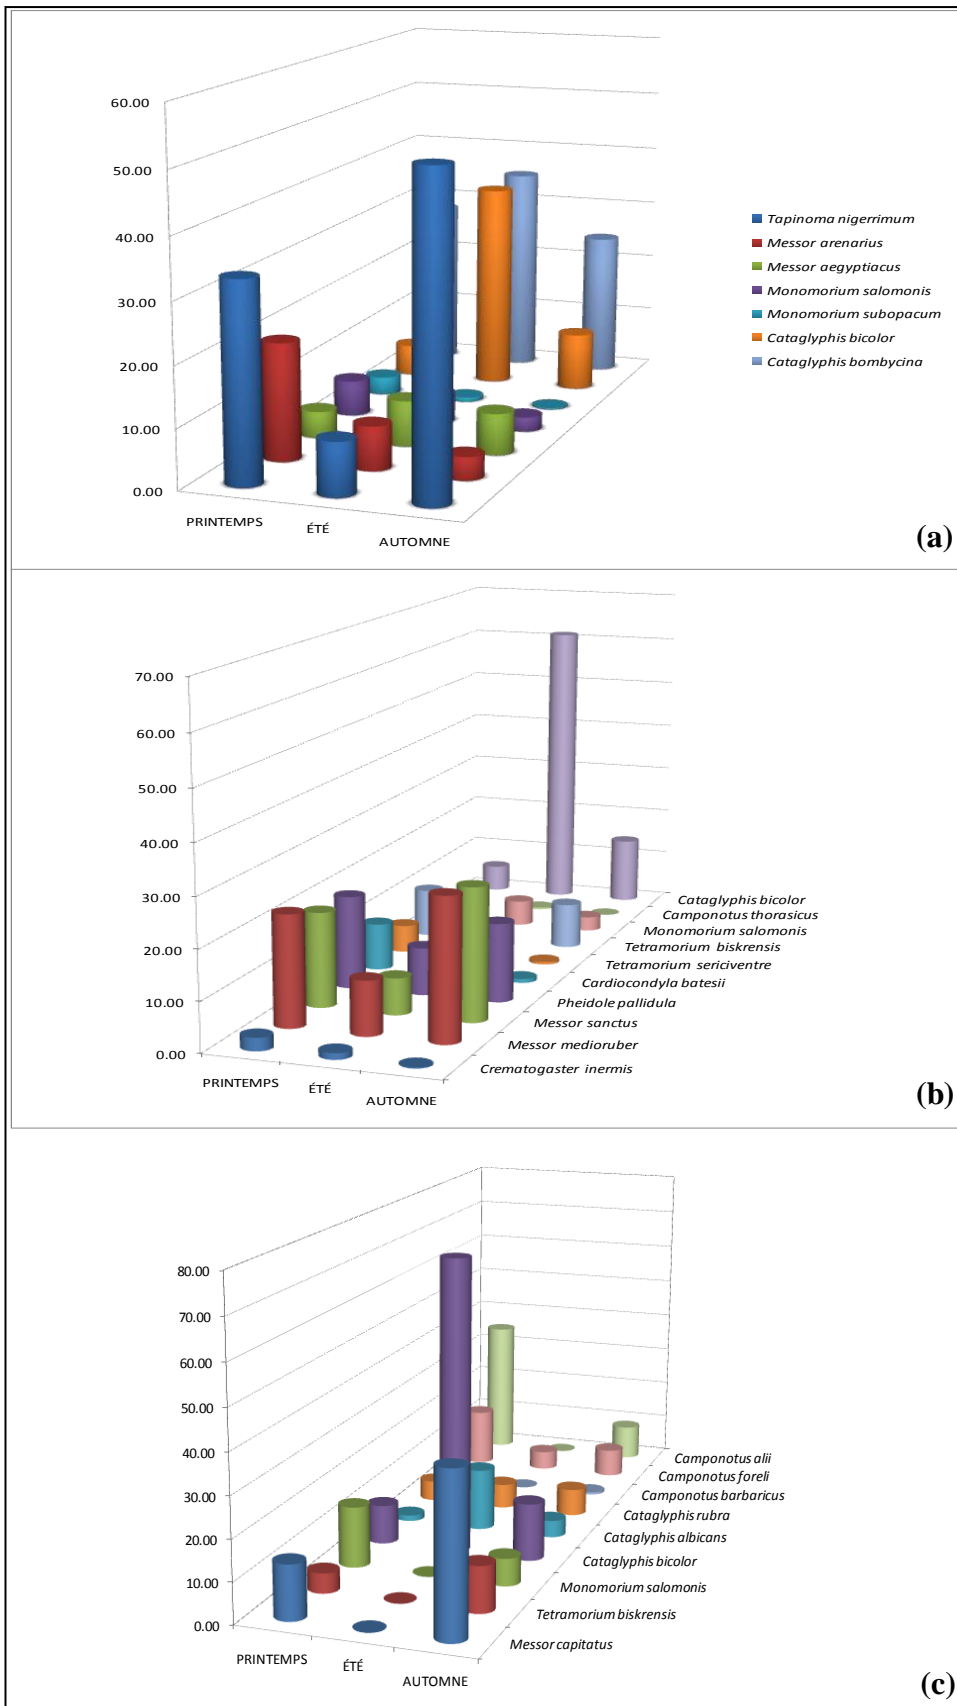 60.00
50.00
40.00
30.00
20.00
10.00
0.00
PRINTEMPS
ÉTÉ
AUTOMNE
Tapinoma nigerrimum
Messor arenarius
Messor aegyptiacus
Monomorium salomonis
Monomorium subopacum
Cataglyphis bicolor
Cataglyphis bombycina
(a)
70.00
60.00
50.00
40.00
30.00
20.00
10.00
0.00
PRINTEMPS
ÉTÉ
AUTOMNE
Cataglyphis bicolor
Camponotus thorasicus
Monomorium salomonis
Tetramorium biskrensis
Tetramorium sericiventre
Cardiocondyla batesii
Pheidole pallidula
Messor sanctus
Messor medioruber
Crematogaster inermis
(b)
80.00
70.00
60.00
50.00
40.00
30.00
20.00
10.00
0.00
PRINTEMPS
ÉTÉ
AUTOMNE
Camponotus alii
Camponotus foreli
Camponotus barbaricus
Cataglyphis rubra
Cataglyphis albicans
Cataglyphis bicolor
Monomorium salomonis
Tetramorium biskrensis
Messor capitatus
(c)